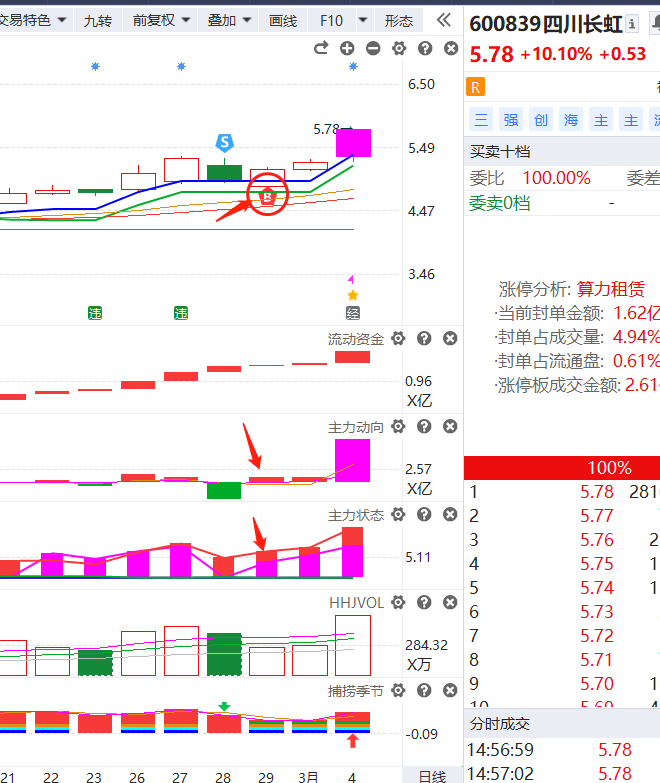 交易特色 九转 前复权 叠加 画线 F10 形态
600839四川长虹
5.78 +10.10% +0.53
R
三 强 创 海 主 主
买卖十档
委比 100.00% 委差
委卖0档 -
6.50
5.78→
5.49
S
B
4.47
3.46
违 违 经
涨停分析: 算力租赁
·当前封单金额: 1.62亿
·封单占成交量: 4.94%
·封单占流通盘: 0.61%
·涨停板成交金额: 2.61
流动资金
0.96
X亿
主力动向
2.57
X亿
主力状态
5.11
HHJVOL
284.32
X万
捕捞季节
-0.09
100%
1 5.78 281
2 5.77
3 5.76 2
4 5.75 1
5 5.74 1
6 5.73
7 5.72
8 5.71
9 5.70 1
10 5.69
分时成交
14:56:59 5.78
14:57:02 5.78
21 22 23 26 27 28 29 3月 4 日线